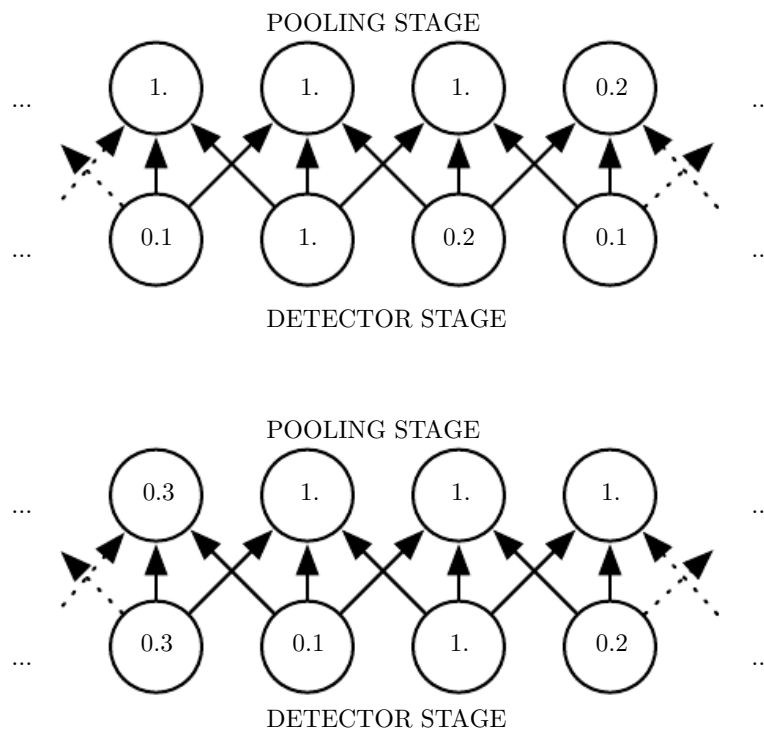 POOLING STAGE
... 1. 1. 1. 0.2 ..
... 0.1 1. 0.2 0.1 ..
DETECTOR STAGE
POOLING STAGE
... 0.3 1. 1. 1. ..
... 0.3 0.1 1. 0.2 ..
DETECTOR STAGE